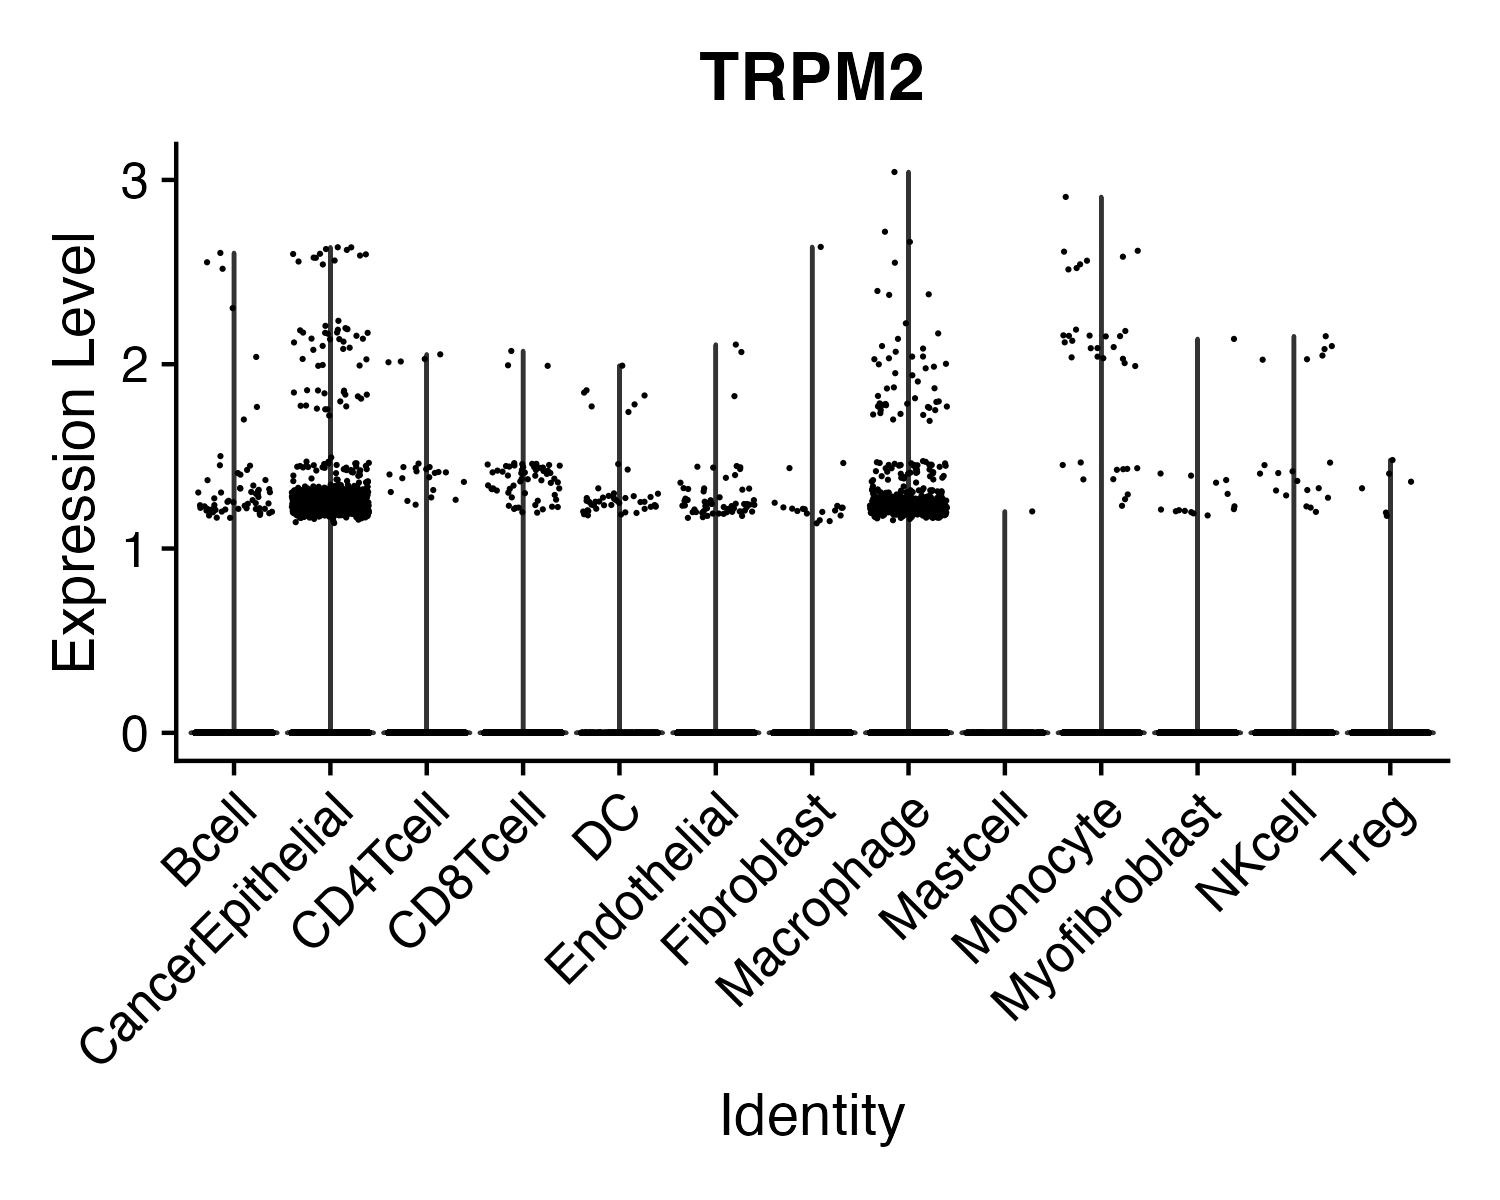 TRPM2
Expression Level
3
2
1
0
Bcell
CancerEpithelial
CD4Tcell
CD8Tcell
DC
Endothelial
Fibroblast
Macrophage
Mastcell
Monocyte
Myofibroblast
NKcell
Treg
Identity